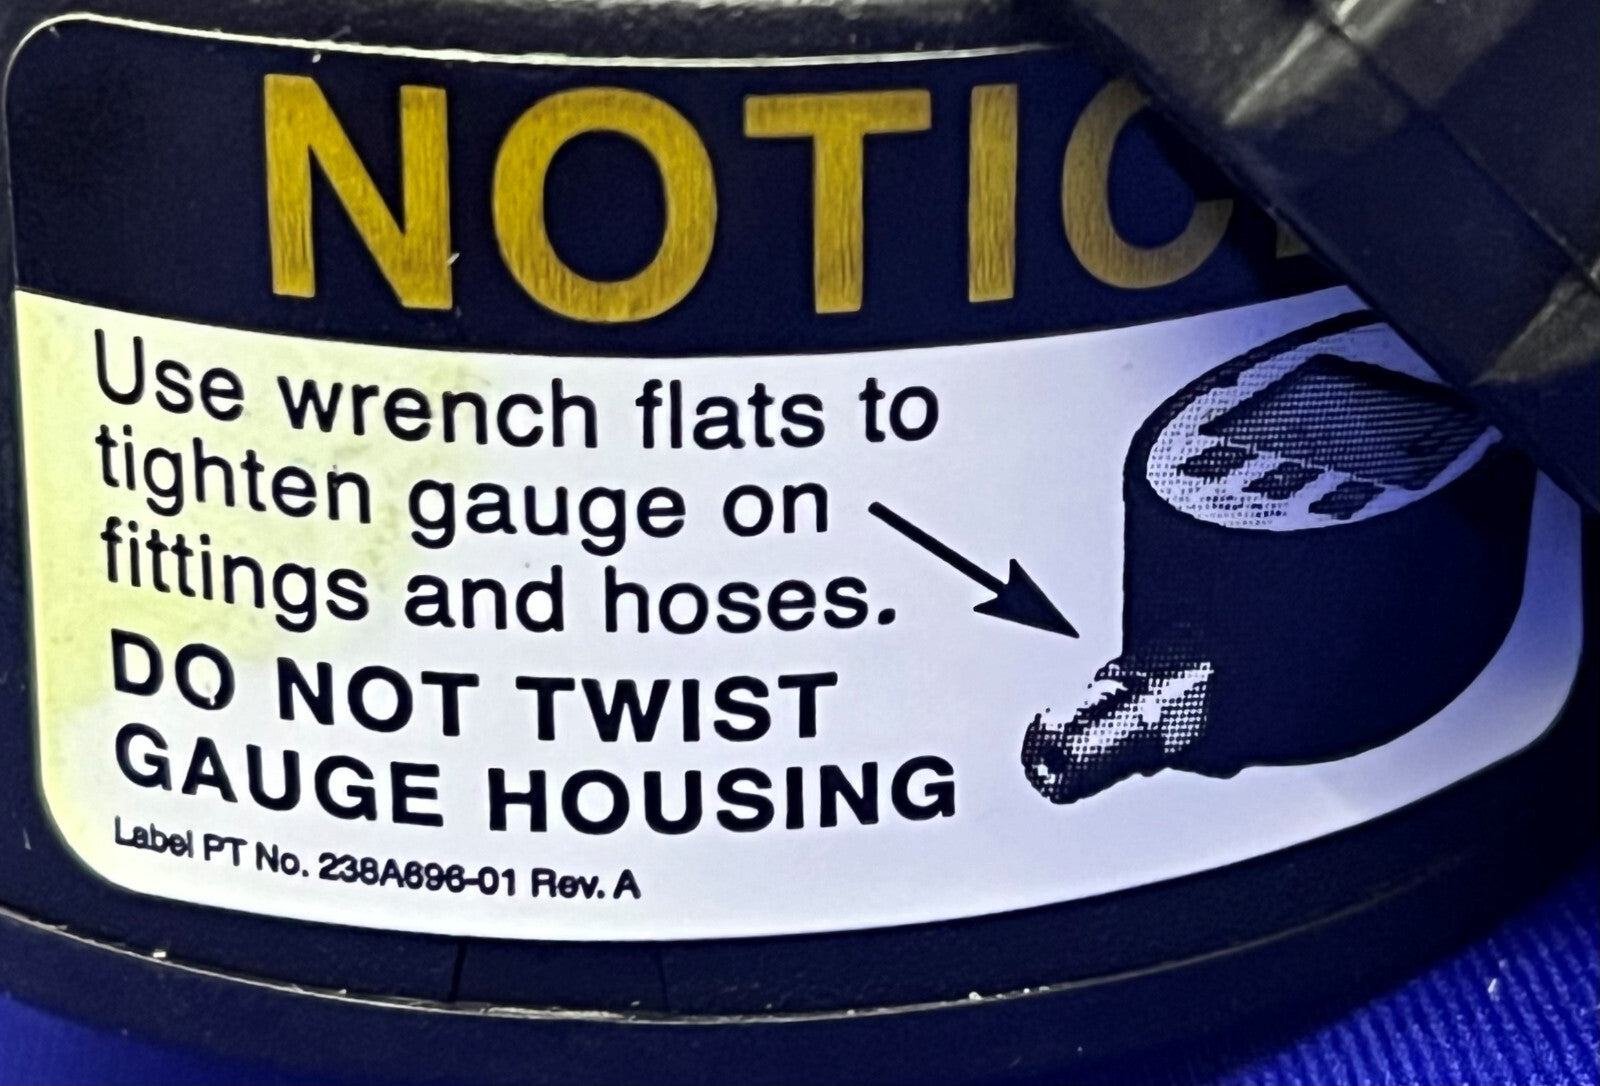 NOTIC
Use wrench flats to
tighten gauge on
fittings and hoses.
DO NOT TWIST
GAUGE HOUSING
Label PT No. 238A696-01 Rev. A